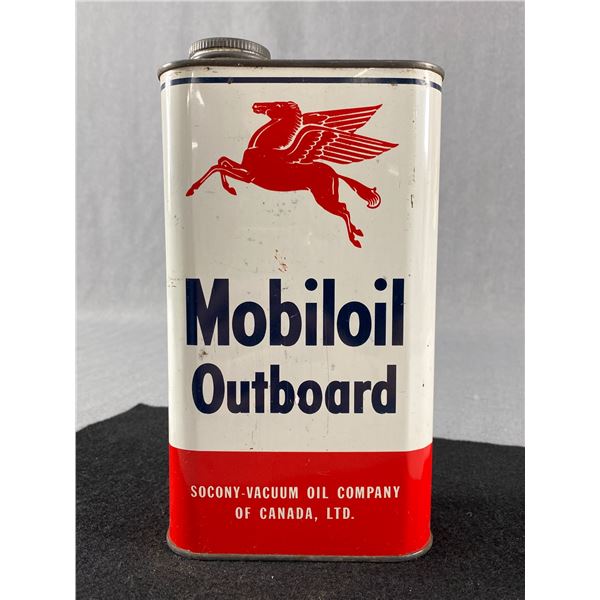 Mobiloil
Outboard
SOCONY-VACUUM OIL COMPANY
OF CANADA, LTD.